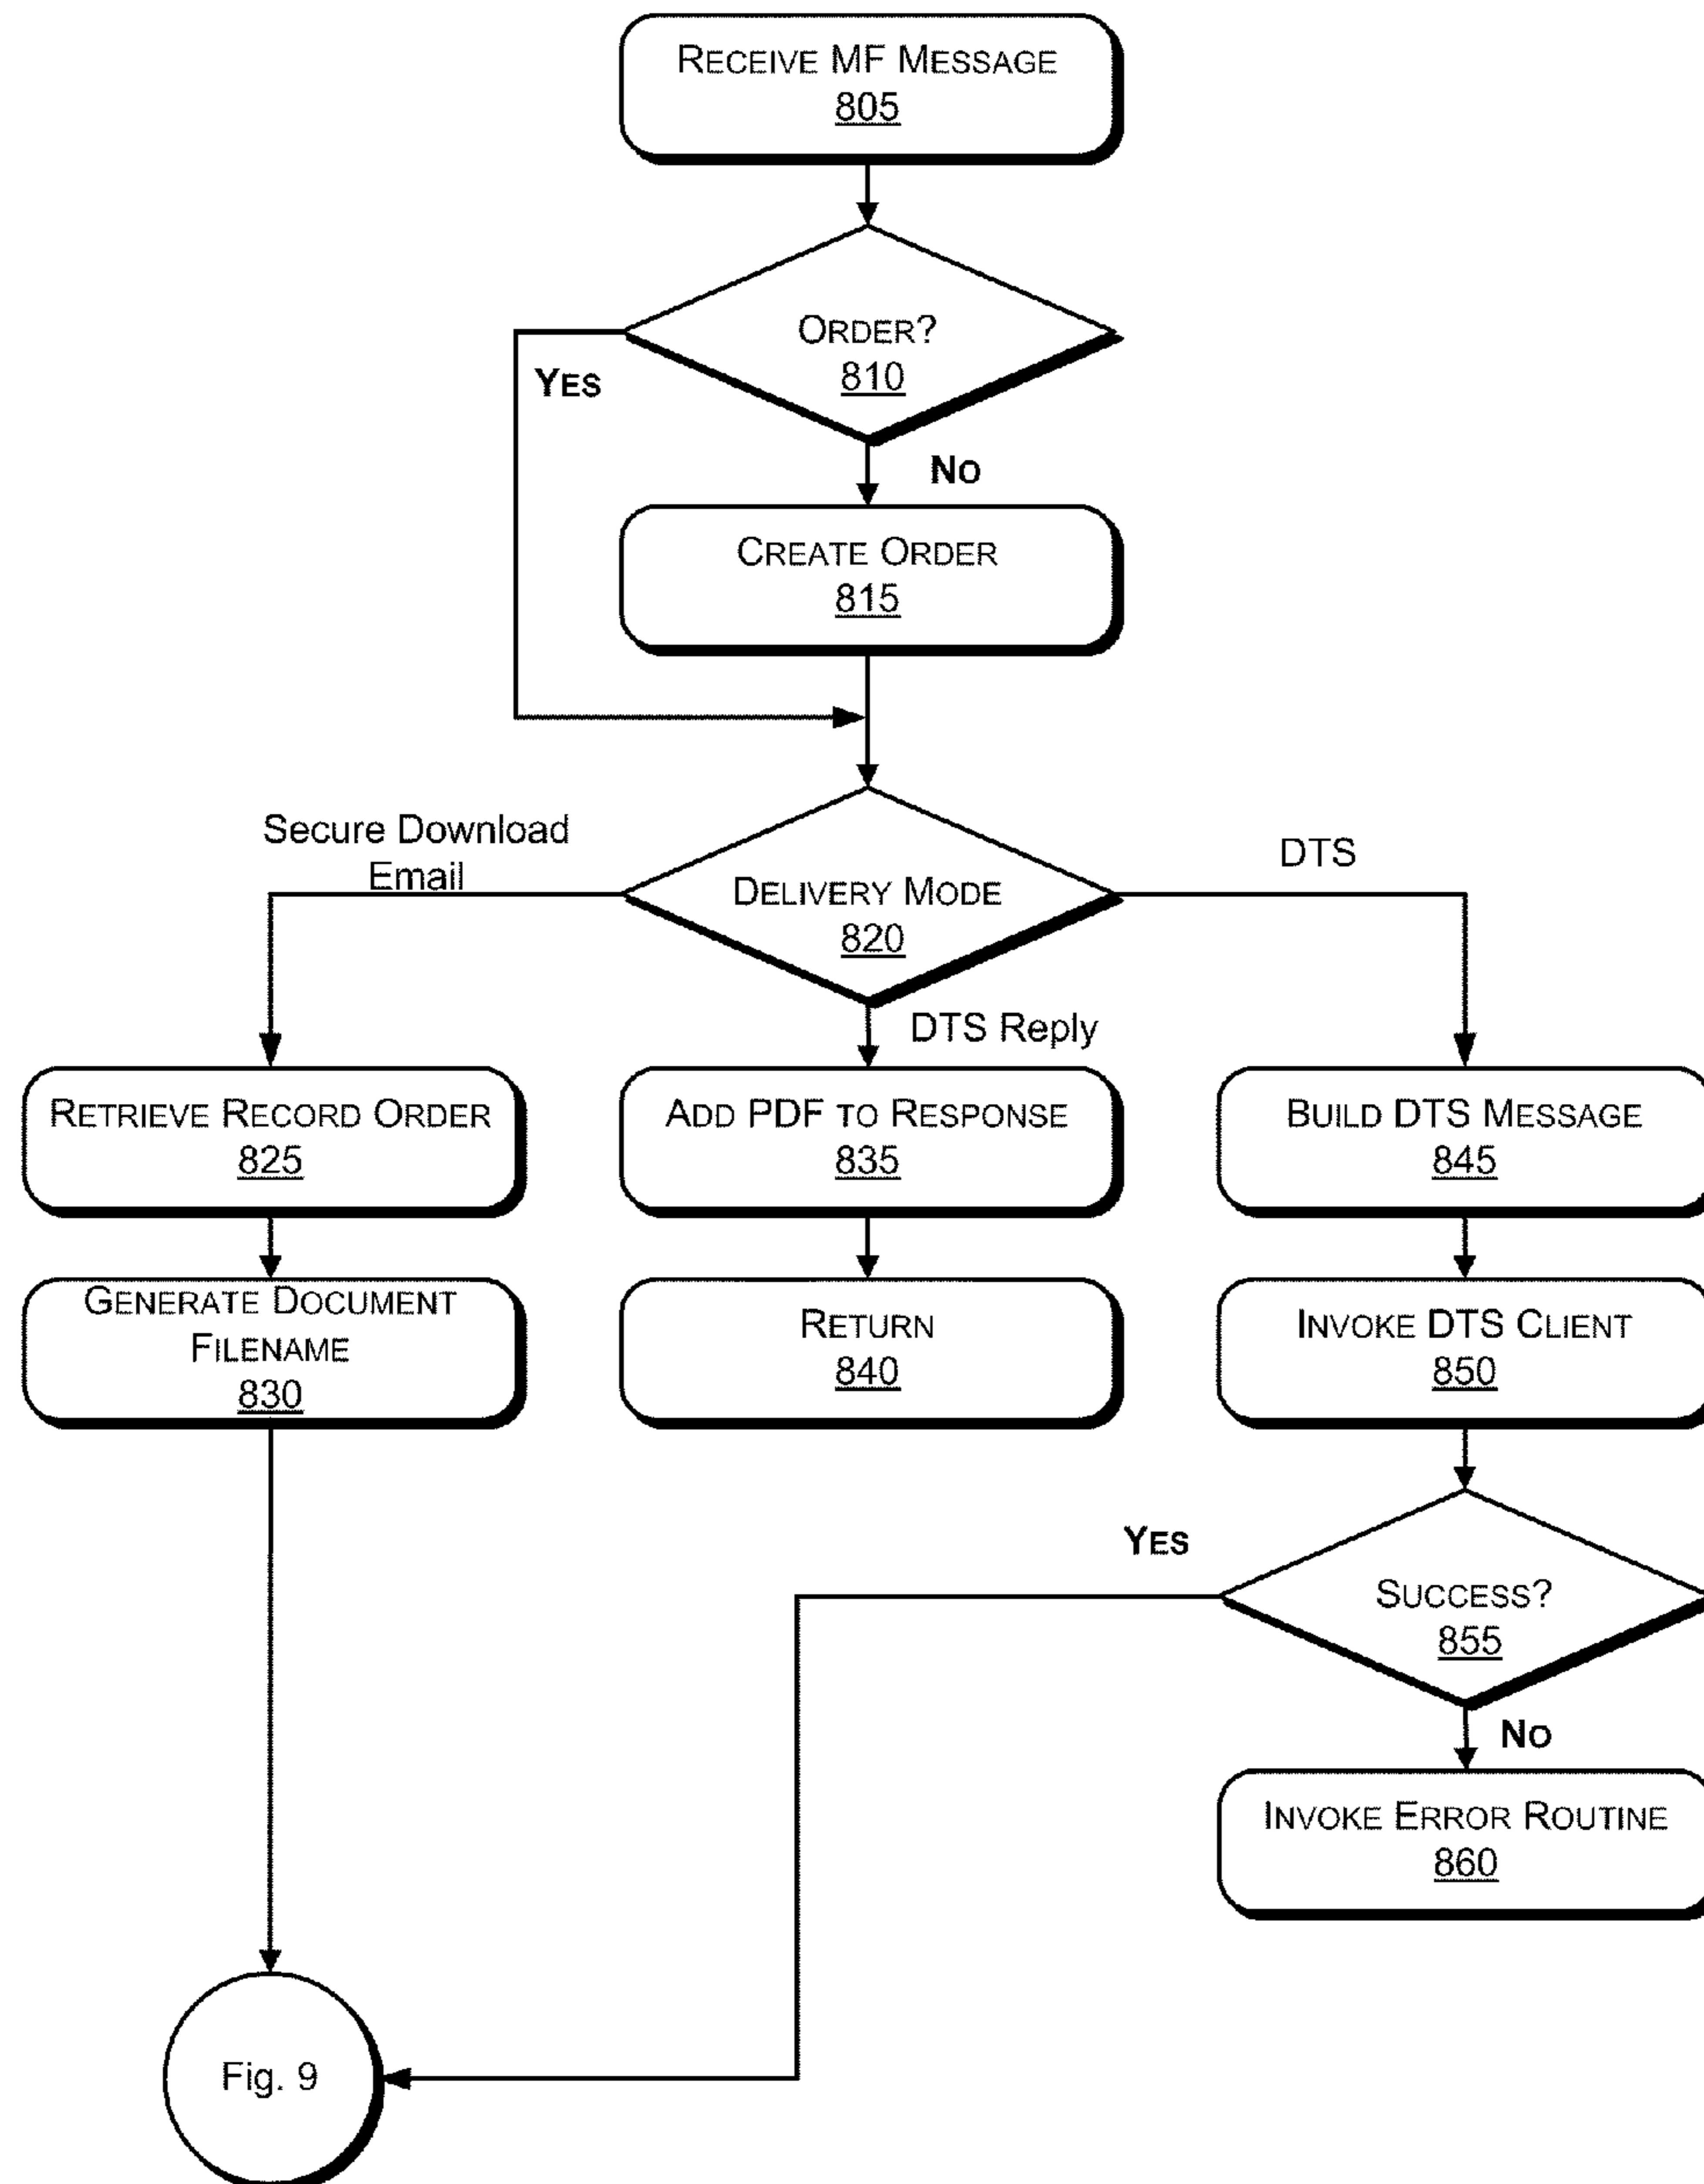 RECEIVE MF MESSAGE
805
ORDER?
810
YES
NO
CREATE ORDER
815
Secure Download
Email
DELIVERY MODE
820
DTS
DTS Reply
RETRIEVE RECORD ORDER
825
ADD PDF TO RESPONSE
835
BUILD DTS MESSAGE
845
GENERATE DOCUMENT
FILENAME
830
RETURN
840
INVOKE DTS CLIENT
850
YES
SUCCESS?
855
NO
INVOKE ERROR ROUTINE
860
Fig. 9